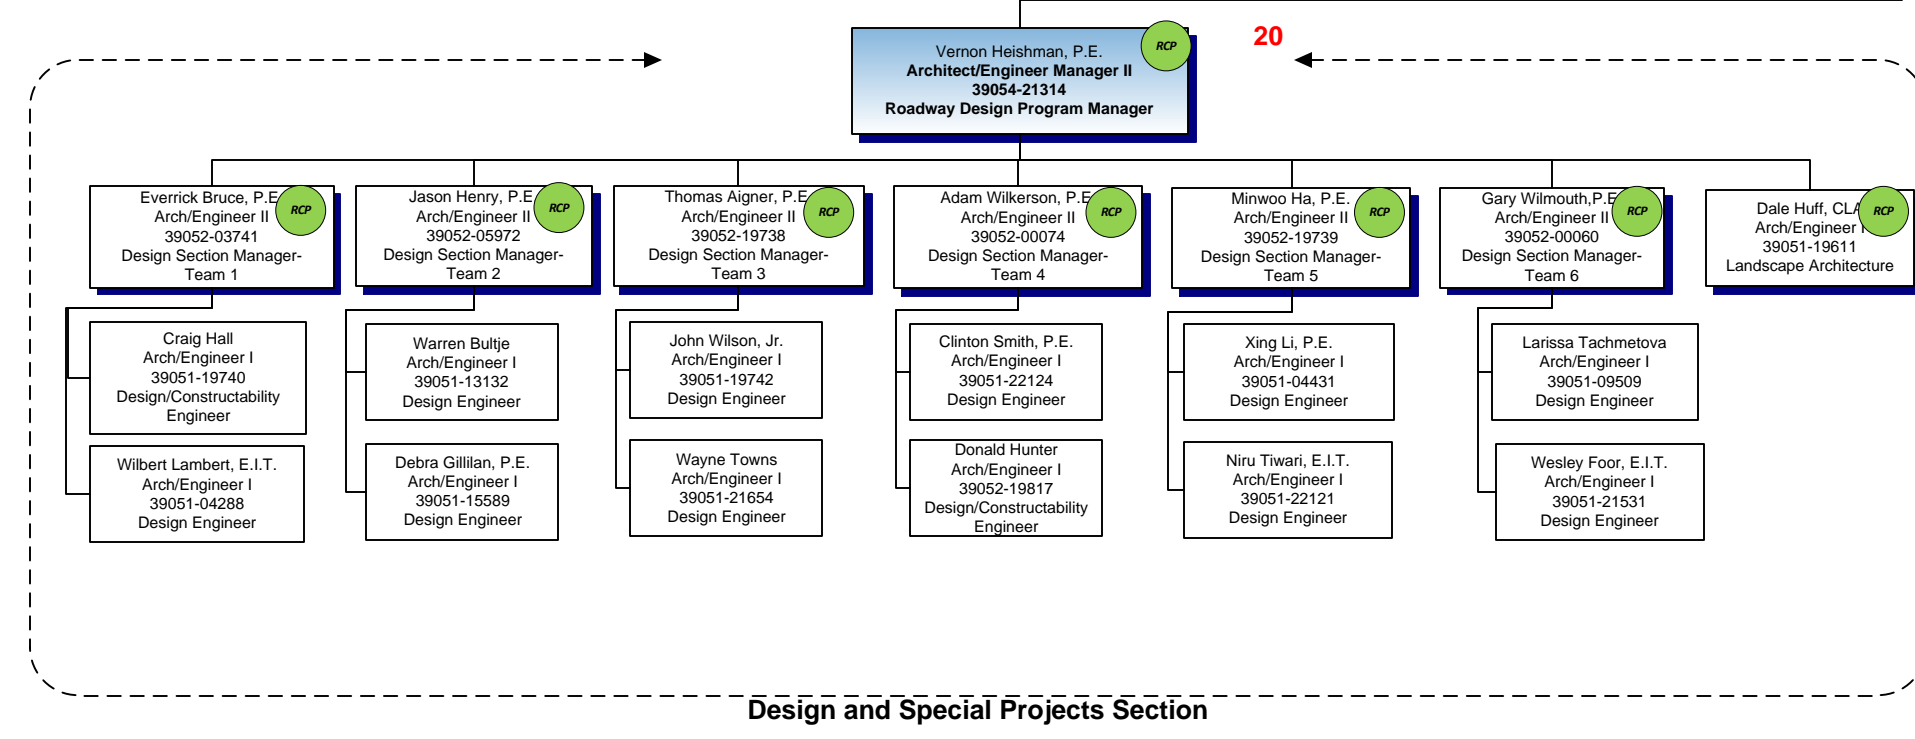 20
Vernon Heishman, P.E.
Architect/Engineer Manager II
39054-21314
Roadway Design Program Manager
RCP
Everrick Bruce, P.E
Arch/Engineer II
39052-03741
Design Section Manager-
Team 1
RCP
Jason Henry, P.E
Arch/Engineer II
39052-05972
Design Section Manager-
Team 2
RCP
Thomas Aigner, P.E
Arch/Engineer II
39052-19738
Design Section Manager-
Team 3
RCP
Adam Wilkerson, P.E
Arch/Engineer II
39052-00074
Design Section Manager-
Team 4
RCP
Minwoo Ha, P.E.
Arch/Engineer II
39052-19739
Design Section Manager-
Team 5
RCP
Gary Wilmouth,P.E
Arch/Engineer II
39052-00060
Design Section Manager-
Team 6
RCP
Dale Huff, CLA
Arch/Engineer I
39051-19611
Landscape Architecture
RCP
Craig Hall
Arch/Engineer I
39051-19740
Design/Constructability
Engineer
Warren Bultje
Arch/Engineer I
39051-13132
Design Engineer
John Wilson, Jr.
Arch/Engineer I
39051-19742
Design Engineer
Clinton Smith, P.E.
Arch/Engineer I
39051-22124
Design Engineer
Xing Li, P.E.
Arch/Engineer I
39051-04431
Design Engineer
Larissa Tachmetova
Arch/Engineer I
39051-09509
Design Engineer
Wilbert Lambert, E.I.T.
Arch/Engineer I
39051-04288
Design Engineer
Debra Gillilan, P.E.
Arch/Engineer I
39051-15589
Design Engineer
Wayne Towns
Arch/Engineer I
39051-21654
Design Engineer
Donald Hunter
Arch/Engineer I
39052-19817
Design/Constructability
Engineer
Niru Tiwari, E.I.T.
Arch/Engineer I
39051-22121
Design Engineer
Wesley Foor, E.I.T.
Arch/Engineer I
39051-21531
Design Engineer
Design and Special Projects Section